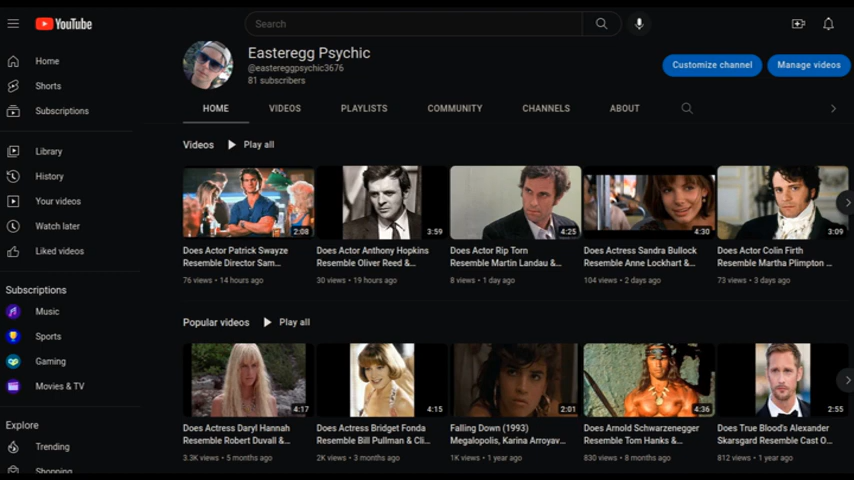 YouTube
Search
Home
Shorts
Subscriptions
Library
History
Your videos
Watch later
Liked videos
Subscriptions
Music
Sports
Gaming
Movies & TV
Explore
Trending
Shopping
Easteregg Psychic
@eastereggpsychic3676
81 subscribers
Customize channel
Manage videos
HOME VIDEOS PLAYLISTS COMMUNITY CHANNELS ABOUT
Videos Play all
2:08 3:59 4:25 4:30 3:09
Does Actor Patrick Swayze
Resemble Director Sam...
76 views • 14 hours ago
Does Actor Anthony Hopkins
Resemble Oliver Reed &...
30 views • 19 hours ago
Does Actor Rip Torn
Resemble Martin Landau &...
8 views • 1 day ago
Does Actress Sandra Bullock
Resemble Anne Lockhart &...
104 views • 2 days ago
Does Actor Colin Firth
Resemble Martha Plimpton ...
73 views • 3 days ago
Popular videos Play all
4:17 4:15 2:01 4:36 2:55
Does Actress Daryl Hannah
Resemble Robert Duvall &...
3.3K views • 5 months ago
Does Actress Bridget Fonda
Resemble Bill Pullman & Cli...
2K views • 3 months ago
Falling Down (1993)
Megalopolis, Karina Arroyav...
1K views • 1 year ago
Does Arnold Schwarzenegger
Resemble Tom Hanks &...
830 views • 8 months ago
Does True Blood's Alexander
Skarsgard Resemble Cast O...
812 views • 1 year ago